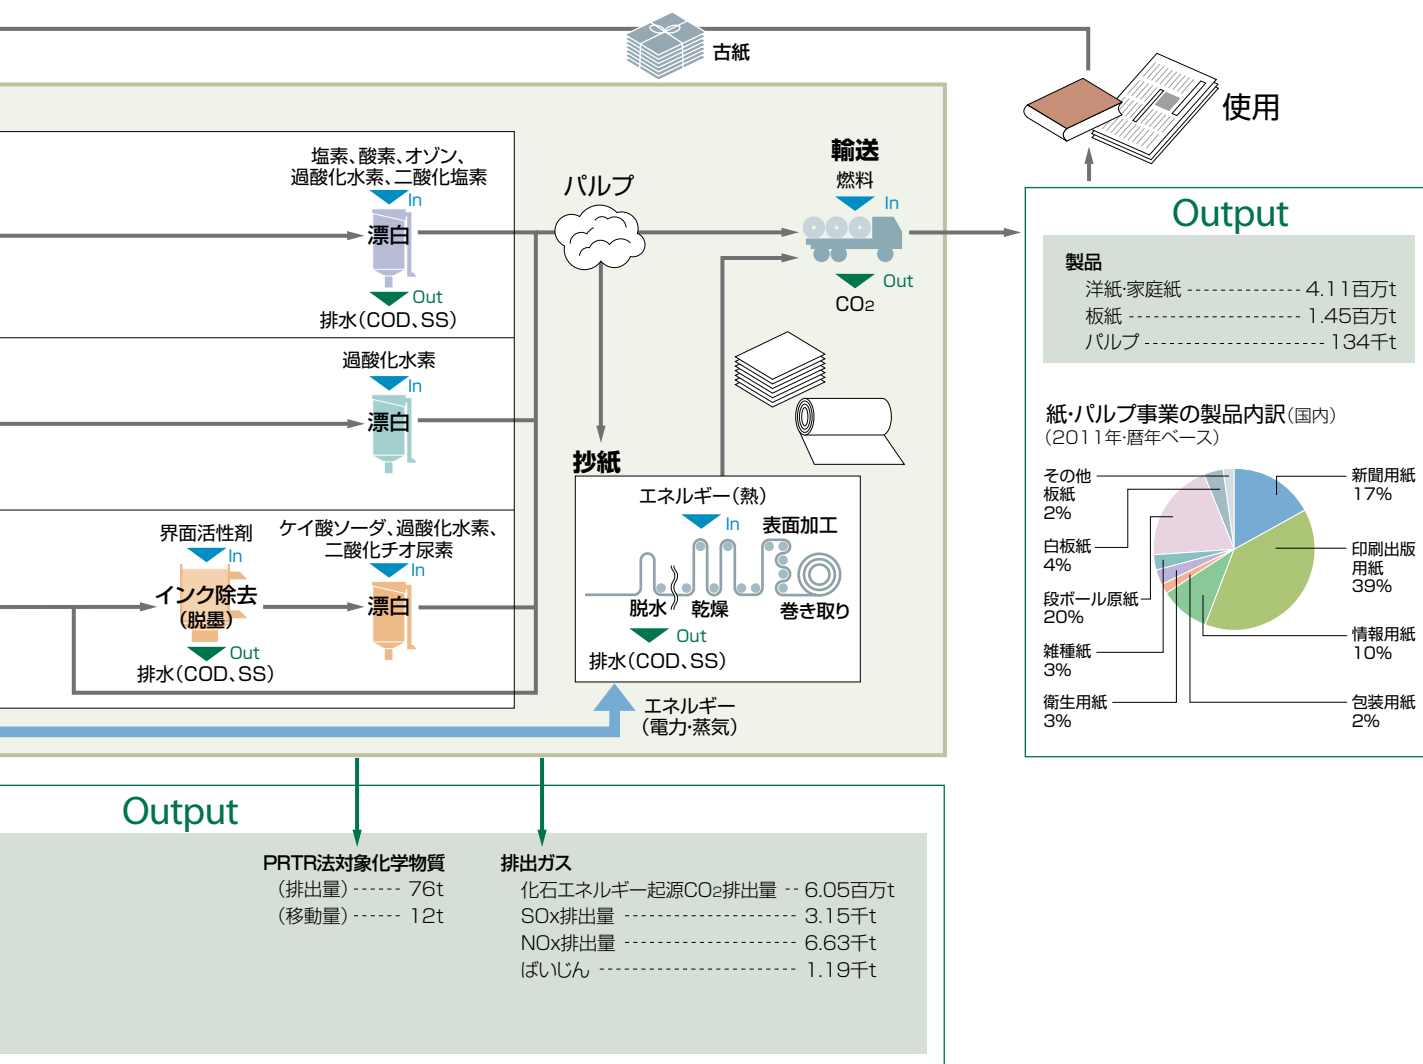 古紙
使用
塩素、酸素、オゾン、
過酸化水素、二酸化塩素
In
漂白
Out
排水(COD、SS)
過酸化水素
In
漂白
界面活性剤
In
インク除去
(脱墨)
Out
排水(COD、SS)
ケイ酸ソーダ、過酸化水素、
二酸化チオ尿素
In
漂白
パルプ
輸送
燃料
In
Out
CO2
抄紙
エネルギー(熱)
In
表面加工
脱水
乾燥
巻き取り
Out
排水(COD、SS)
エネルギー
(電力・蒸気)
Output
製品
洋紙・家庭紙 ------------- 4.11百万t
板紙 ------------------- 1.45百万t
パルプ -------------------- 134千t
紙・パルプ事業の製品内訳(国内)
(2011年・暦年ベース)
その他
板紙
2%
白板紙
4%
段ボール原紙
20%
雑種紙
3%
衛生用紙
3%
新聞用紙
17%
印刷出版
用紙
39%
情報用紙
10%
包装用紙
2%
Output
PRTR法対象化学物質
(排出量) ------ 76t
(移動量) ------ 12t
排出ガス
化石エネルギー起源CO2排出量 -- 6.05百万t
SOx排出量 ------------------- 3.15千t
NOx排出量 ------------------- 6.63千t
ばいじん ---------------------- 1.19千t